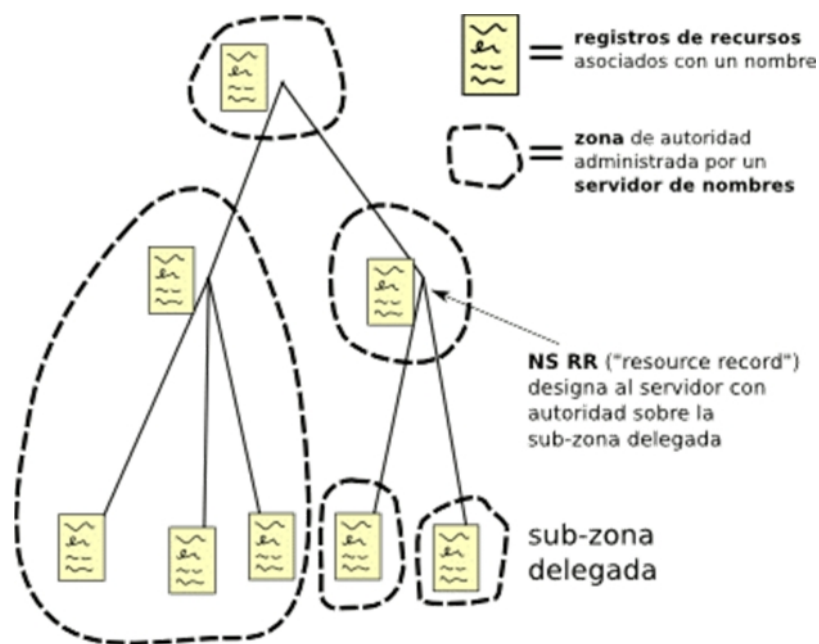 registros de recursos
asociados con un nombre
zona de autoridad
administrada por un
servidor de nombres
NS RR ("resource record")
designa al servidor con
autoridad sobre la
sub-zona delegada
sub-zona
delegada